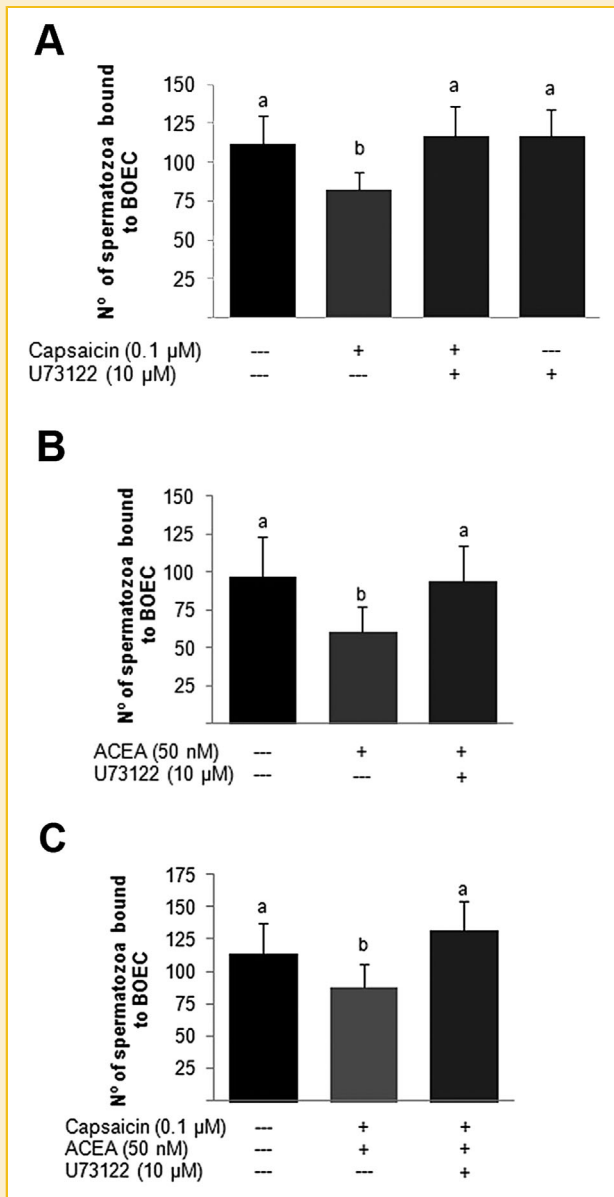 A
Nº of spermatozoa bound
to BOEC
150
125
100
75
50
25
a
b
a
a
Capsaicin (0.1 µM) --- + + ---
U73122 (10 µM) --- --- + +
B
Nº of spermatozoa bound
to BOEC
150
125
100
75
50
25
a
b
a
ACEA (50 nM) --- + +
U73122 (10 µM) --- --- +
C
Nº of spermatozoa bound
to BOEC
175
150
125
100
75
50
25
a
b
a
Capsaicin (0.1 µM) --- + +
ACEA (50 nM) --- + +
U73122 (10 µM) --- --- +